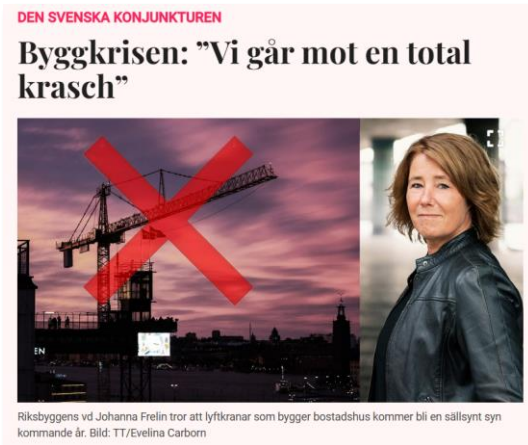 DEN SVENSKA KONJUNKTUREN
Byggkrisen: ”Vi går mot en total
krasch”
EN
Riksbyggens vd Johanna Frelin tror att lyftkranar som bygger bostadshus kommer bli en sällsynt syn
kommande år. Bild: TT/Evelina Carborn